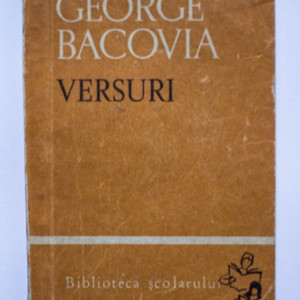 GEORGE
BACOVIA
VERSURI
Biblioteca școlarului